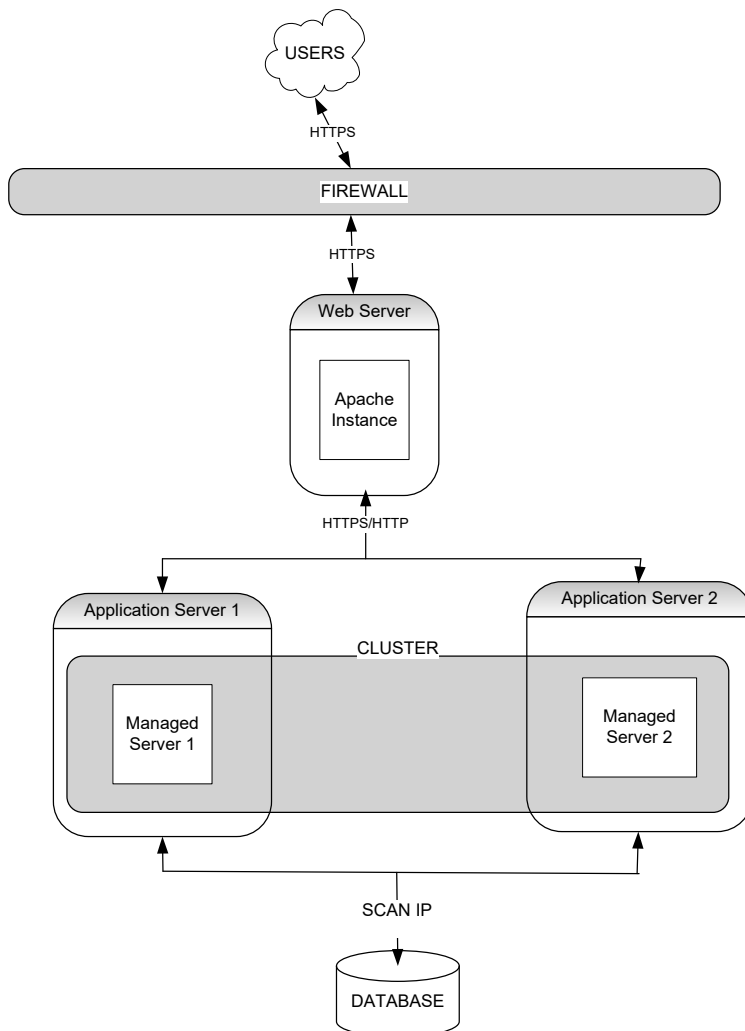 USERS
HTTPS
FIREWALL
HTTPS
Web Server
Apache
Instance
HTTPS/HTTP
Application Server 1
Application Server 2
CLUSTER
Managed
Server 1
Managed
Server 2
SCAN IP
DATABASE